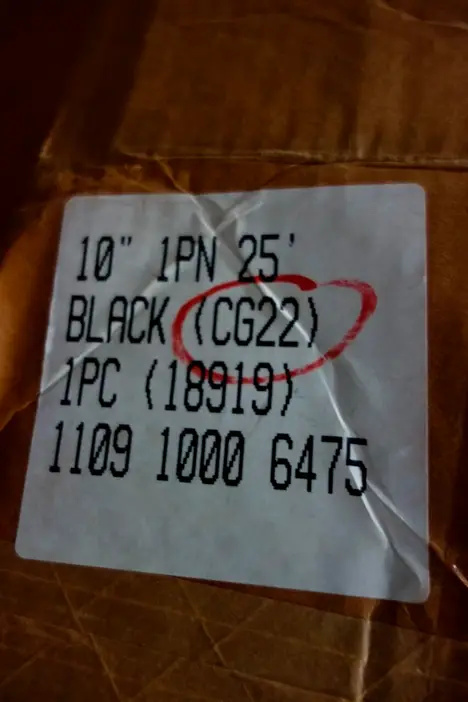 10" 1PN 25'
BLACK (CG22)
1PC (18919)
1109 1000 6475